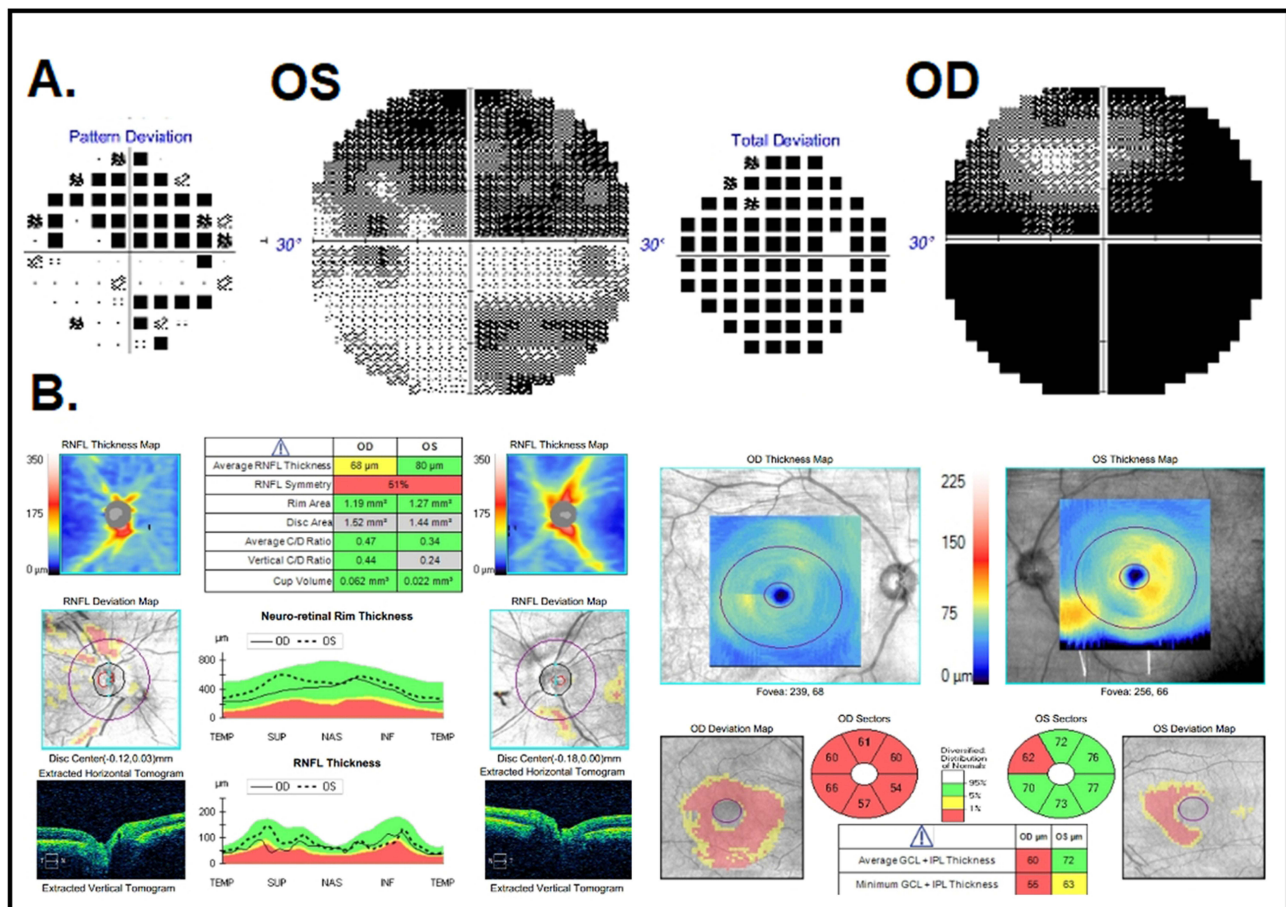 A.
OS
OD
Pattern Deviation
Total Deviation
30°
30°
B.
RNFL Thickness Map
350
175
0 µm
OD OS
Average RNFL Thickness 68 µm 80 µm
RNFL Symmetry 51%
Rim Area 1.19 mm² 1.27 mm²
Disc Area 1.52 mm² 1.44 mm²
Average C/D Ratio 0.47 0.34
Vertical C/D Ratio 0.44 0.24
Cup Volume 0.062 mm³ 0.022 mm³
RNFL Thickness Map
350
175
0 µm
RNFL Deviation Map
Disc Center(-0.12,0.03)mm
Extracted Horizontal Tomogram
T N
Extracted Vertical Tomogram
Neuro-retinal Rim Thickness
µm
OD OS
800
400
0
TEMP SUP NAS INF TEMP
RNFL Thickness
µm
OD OS
200
100
0
TEMP SUP NAS INF TEMP
RNFL Deviation Map
Disc Center(-0.18,0.00)mm
Extracted Horizontal Tomogram
N T
Extracted Vertical Tomogram
OD Thickness Map
Fovea: 239, 68
225
150
75
0 µm
OS Thickness Map
Fovea: 256, 66
OD Deviation Map
OD Sectors
61
60 60
66 54
57
Diversified:
Distribution
of Normals
95%
5%
1%
OS Sectors
72
62 76
70 77
73
OS Deviation Map
OD µm OS µm
Average GCL + IPL Thickness 60 72
Minimum GCL + IPL Thickness 55 63